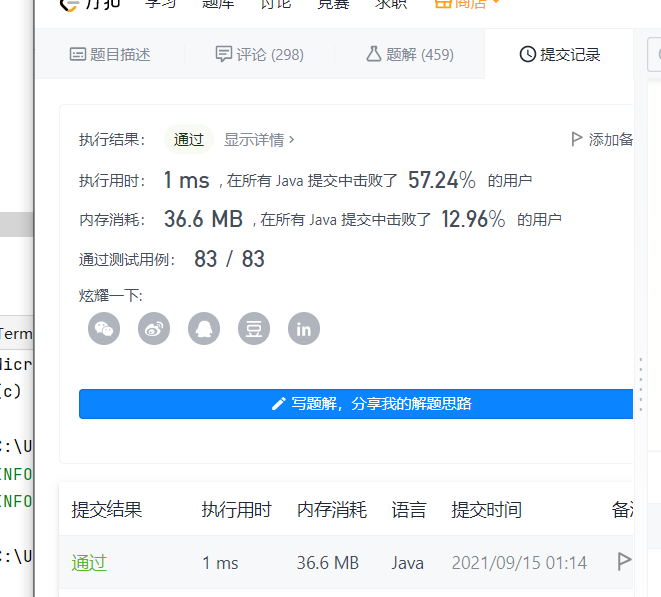 力扣 学习 题库 讨论 竞赛 求职 商店
题目描述 评论 (298) 题解 (459) 提交记录
执行结果： 通过 显示详情 > 添加备
执行用时： 1 ms , 在所有 Java 提交中击败了 57.24% 的用户
内存消耗： 36.6 MB , 在所有 Java 提交中击败了 12.96% 的用户
通过测试用例： 83 / 83
炫耀一下:
豆 in
写题解，分享我的解题思路
提交结果 执行用时 内存消耗 语言 提交时间 备注
通过 1 ms 36.6 MB Java 2021/09/15 01:14
Term
Micr
(c)
C:\U
INFO
INFO
C:\U